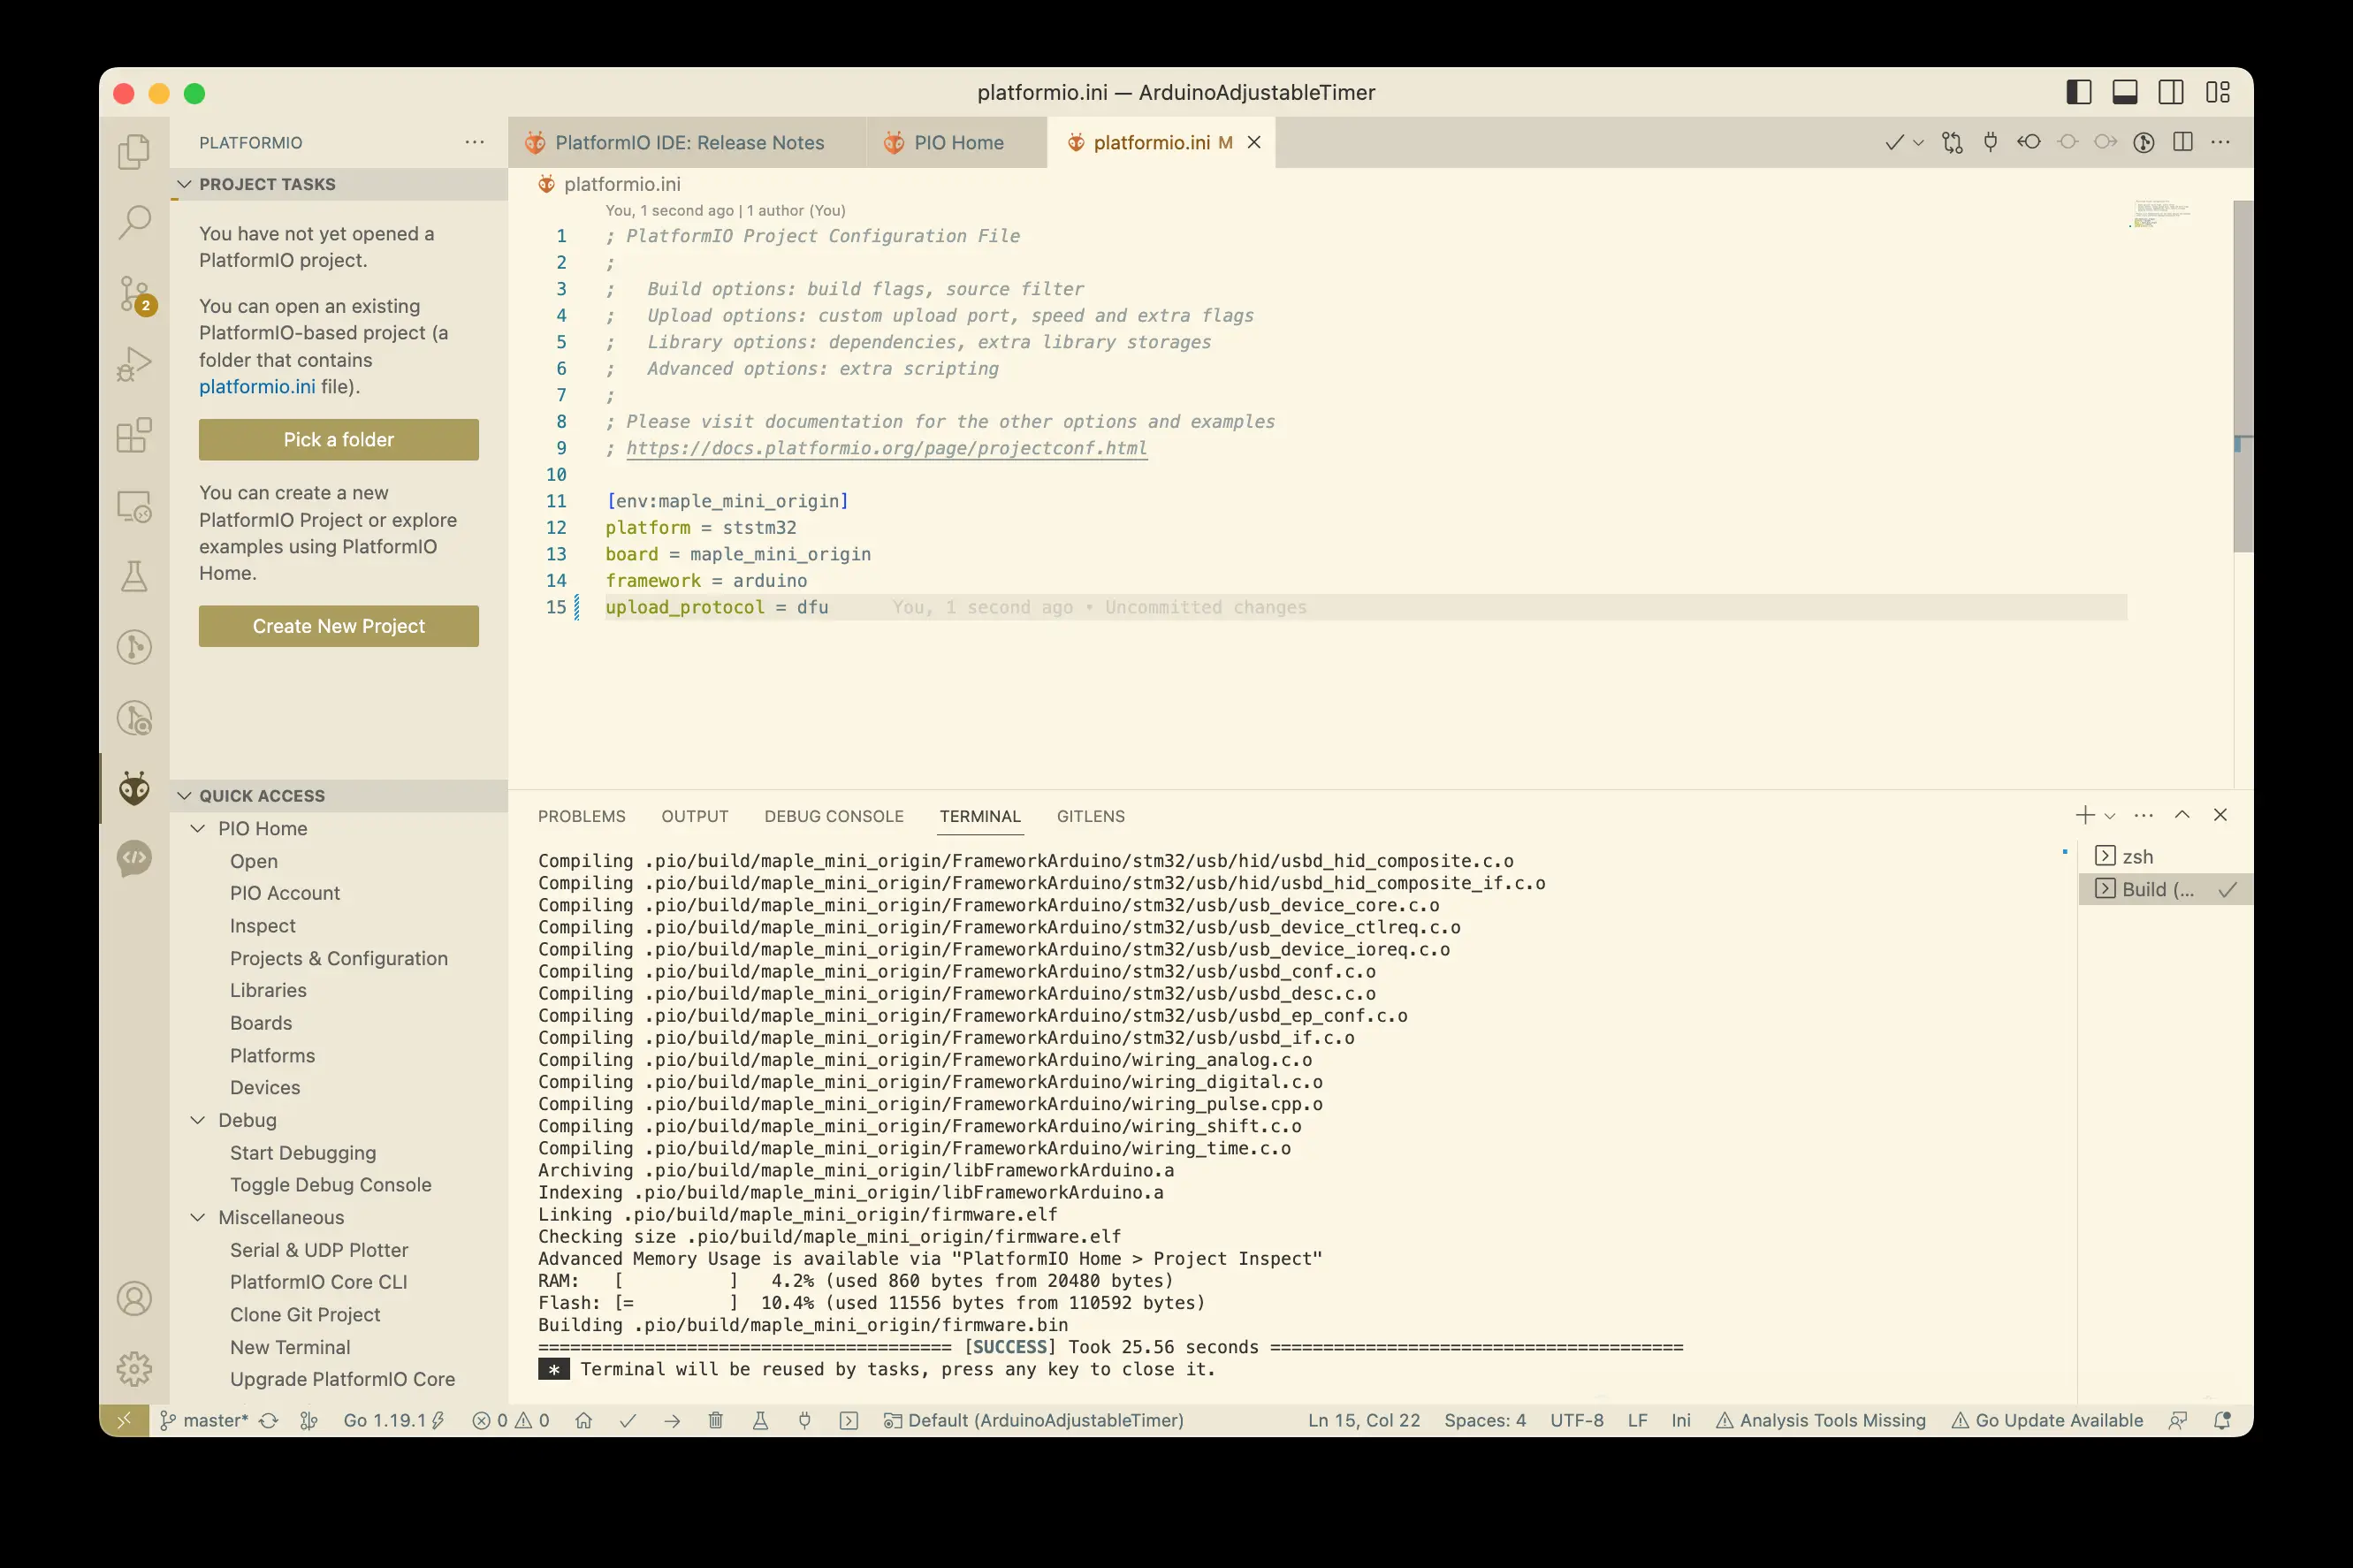 platformio.ini — ArduinoAdjustableTimer
PLATFORMIO
PROJECT TASKS
You have not yet opened a
PlatformIO project.
You can open an existing
PlatformIO-based project (a
folder that contains
platformio.ini file).
Pick a folder
You can create a new
PlatformIO Project or explore
examples using PlatformIO
Home.
Create New Project
2
QUICK ACCESS
PIO Home
Open
PIO Account
Inspect
Projects & Configuration
Libraries
Boards
Platforms
Devices
Debug
Start Debugging
Toggle Debug Console
Miscellaneous
Serial & UDP Plotter
PlatformIO Core CLI
Clone Git Project
New Terminal
Upgrade PlatformIO Core
PlatformIO IDE: Release Notes
PIO Home
platformio.ini M
platformio.ini
You, 1 second ago | 1 author (You)
1 ; PlatformIO Project Configuration File
2 ;
3 ;   Build options: build flags, source filter
4 ;   Upload options: custom upload port, speed and extra flags
5 ;   Library options: dependencies, extra library storages
6 ;   Advanced options: extra scripting
7 ;
8 ; Please visit documentation for the other options and examples
9 ; https://docs.platformio.org/page/projectconf.html
10
11 [env:maple_mini_origin]
12 platform = ststm32
13 board = maple_mini_origin
14 framework = arduino
15 upload_protocol = dfu      You, 1 second ago • Uncommitted changes
PROBLEMS OUTPUT DEBUG CONSOLE TERMINAL GITLENS
Compiling .pio/build/maple_mini_origin/FrameworkArduino/stm32/usb/hid/usbd_hid_composite.c.o
Compiling .pio/build/maple_mini_origin/FrameworkArduino/stm32/usb/hid/usbd_hid_composite_if.c.o
Compiling .pio/build/maple_mini_origin/FrameworkArduino/stm32/usb/usb_device_core.c.o
Compiling .pio/build/maple_mini_origin/FrameworkArduino/stm32/usb/usb_device_ctlreq.c.o
Compiling .pio/build/maple_mini_origin/FrameworkArduino/stm32/usb/usb_device_ioreq.c.o
Compiling .pio/build/maple_mini_origin/FrameworkArduino/stm32/usb/usbd_conf.c.o
Compiling .pio/build/maple_mini_origin/FrameworkArduino/stm32/usb/usbd_desc.c.o
Compiling .pio/build/maple_mini_origin/FrameworkArduino/stm32/usb/usbd_ep_conf.c.o
Compiling .pio/build/maple_mini_origin/FrameworkArduino/stm32/usb/usbd_if.c.o
Compiling .pio/build/maple_mini_origin/FrameworkArduino/wiring_analog.c.o
Compiling .pio/build/maple_mini_origin/FrameworkArduino/wiring_digital.c.o
Compiling .pio/build/maple_mini_origin/FrameworkArduino/wiring_pulse.cpp.o
Compiling .pio/build/maple_mini_origin/FrameworkArduino/wiring_shift.c.o
Compiling .pio/build/maple_mini_origin/FrameworkArduino/wiring_time.c.o
Archiving .pio/build/maple_mini_origin/libFrameworkArduino.a
Indexing .pio/build/maple_mini_origin/libFrameworkArduino.a
Linking .pio/build/maple_mini_origin/firmware.elf
Checking size .pio/build/maple_mini_origin/firmware.elf
Advanced Memory Usage is available via "PlatformIO Home > Project Inspect"
RAM:   [          ]   4.2% (used 860 bytes from 20480 bytes)
Flash: [=         ]  10.4% (used 11556 bytes from 110592 bytes)
Building .pio/build/maple_mini_origin/firmware.bin
======================================= [SUCCESS] Took 25.56 seconds =======================================
* Terminal will be reused by tasks, press any key to close it.
zsh
Build (...
master* Go 1.19.1 0 0 Default (ArduinoAdjustableTimer) Ln 15, Col 22 Spaces: 4 UTF-8 LF Ini Analysis Tools Missing Go Update Available